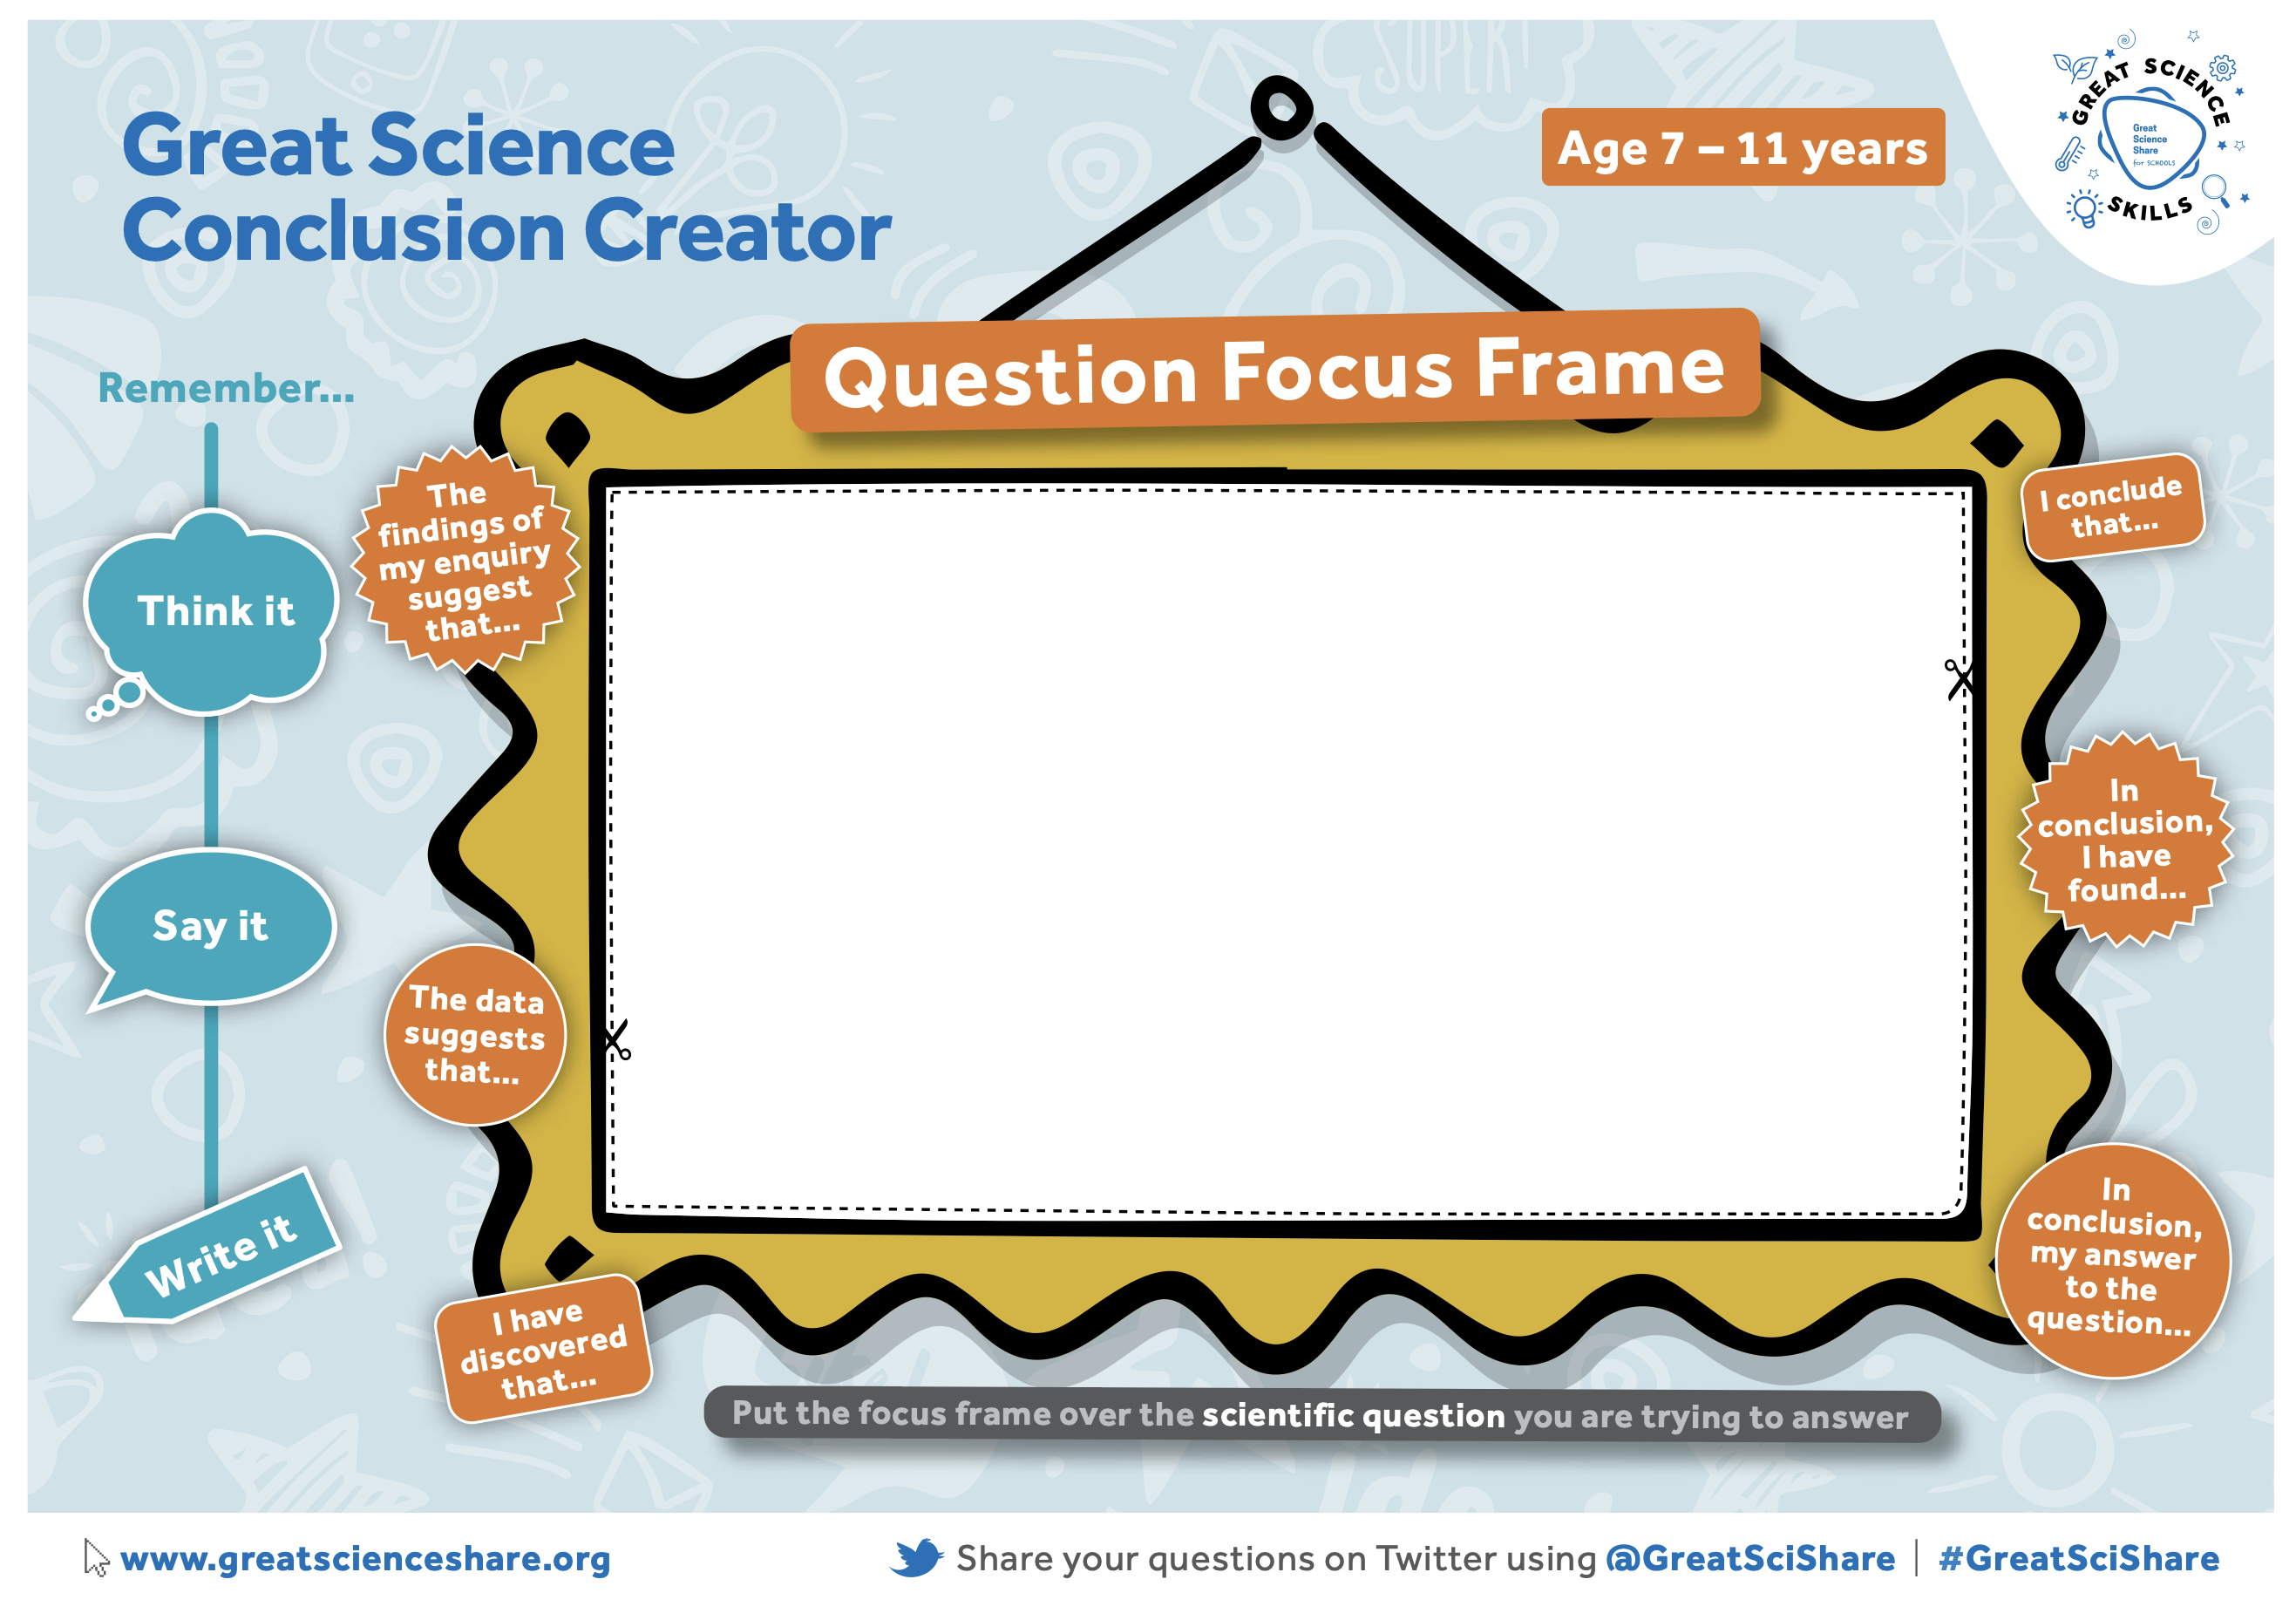 Great Science
Conclusion Creator
Age 7 – 11 years
GREAT SCIENCE
Great
Science
Share
for SCHOOLS
SKILLS
SUPER!
Question Focus Frame
Remember...
Think it
Say it
Write it
The
findings of
my enquiry
suggest
that...
The data
suggests
that...
I have
discovered
that...
I conclude
that...
In
conclusion,
I have
found...
In
conclusion,
my answer
to the
question...
Put the focus frame over the scientific question you are trying to answer
www.greatscienceshare.org
Share your questions on Twitter using @GreatSciShare | #GreatSciShare